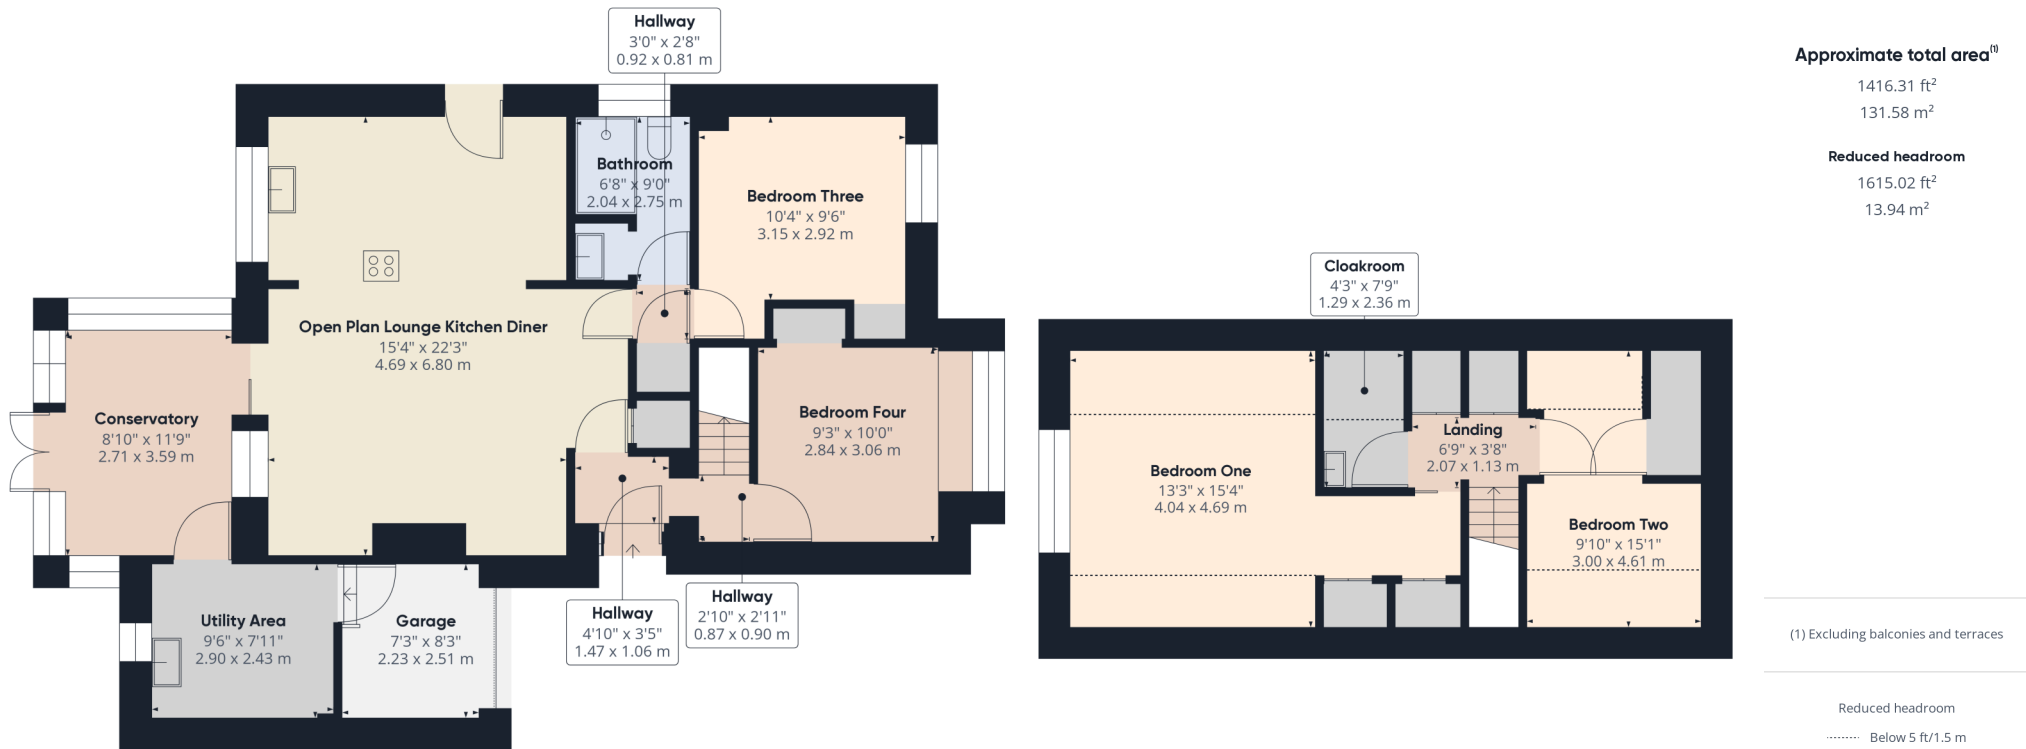 Hallway
3'0" x 2'8"
0.92 x 0.81 m
Bathroom
6'8" x 9'0"
2.04 x 2.75 m
Bedroom Three
10'4" x 9'6"
3.15 x 2.92 m
Open Plan Lounge Kitchen Diner
15'4" x 22'3"
4.69 x 6.80 m
Conservatory
8'10" x 11'9"
2.71 x 3.59 m
Bedroom Four
9'3" x 10'0"
2.84 x 3.06 m
Utility Area
9'6" x 7'11"
2.90 x 2.43 m
Garage
7'3" x 8'3"
2.23 x 2.51 m
Hallway
4'10" x 3'5"
1.47 x 1.06 m
Hallway
2'10" x 2'11"
0.87 x 0.90 m
Cloakroom
4'3" x 7'9"
1.29 x 2.36 m
Landing
6'9" x 3'8"
2.07 x 1.13 m
Bedroom One
13'3" x 15'4"
4.04 x 4.69 m
Bedroom Two
9'10" x 15'1"
3.00 x 4.61 m
Approximate total area(1)
1416.31 ft²
131.58 m²
Reduced headroom
1615.02 ft²
13.94 m²
(1) Excluding balconies and terraces
Reduced headroom
Below 5 ft/1.5 m